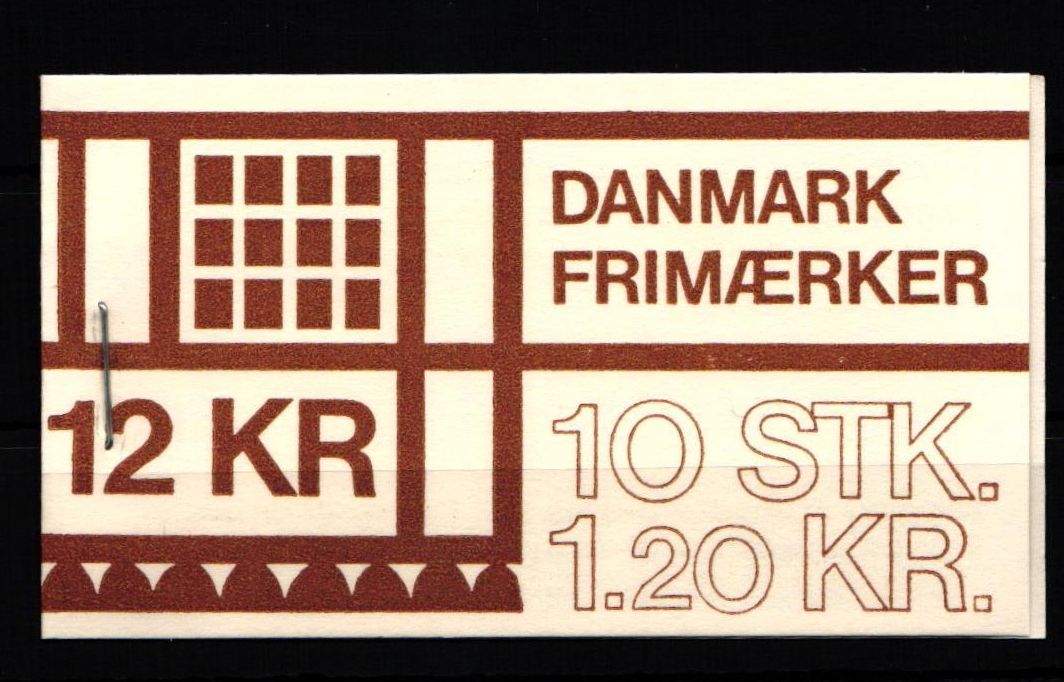 DANMARK
FRIMÆRKER
12 KR
10 STK.
1.20 KR.